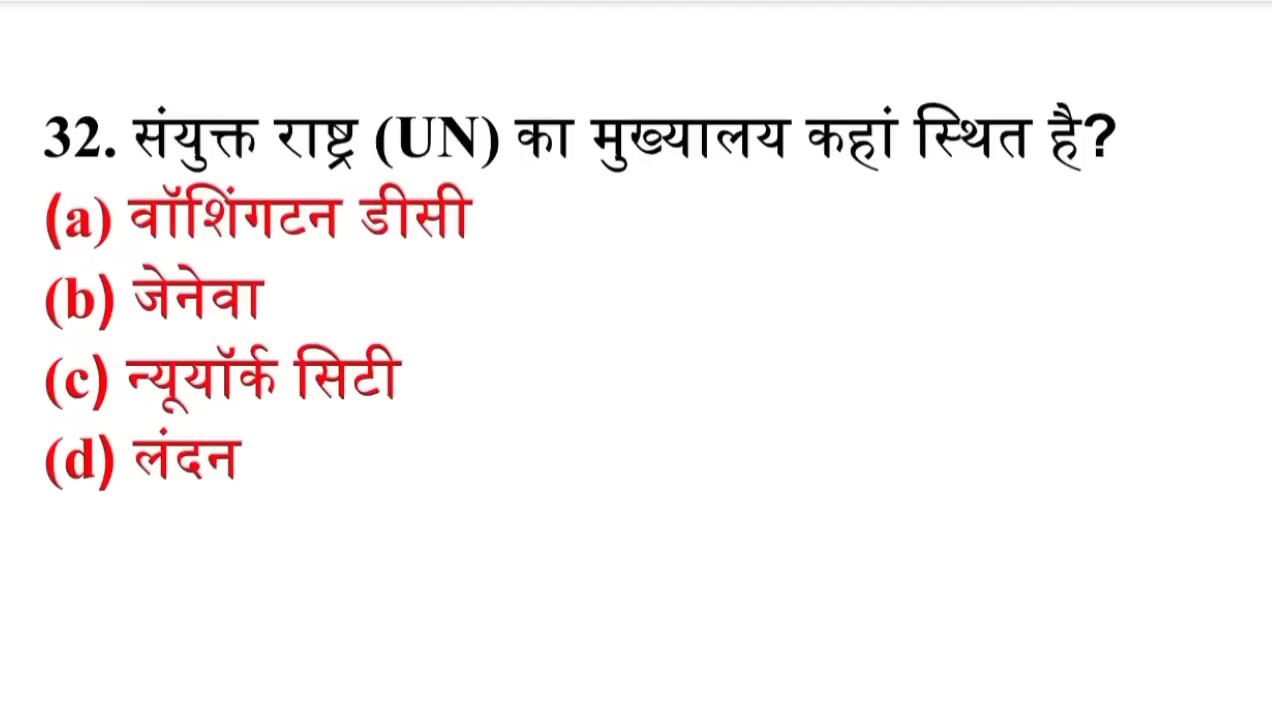 32. संयुक्त राष्ट्र (UN) का मुख्यालय कहां स्थित है?
(a) वॉशिंगटन डीसी
(b) जेनेवा
(c) न्यूयॉर्क सिटी
(d) लंदन